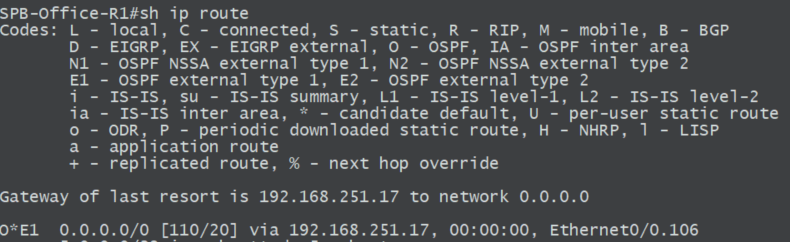 SPB-Office-R1#sh ip route
Codes: L - local, C - connected, S - static, R - RIP, M - mobile, B - BGP
D - EIGRP, EX - EIGRP external, O - OSPF, IA - OSPF inter area
N1 - OSPF NSSA external type 1, N2 - OSPF NSSA external type 2
E1 - OSPF external type 1, E2 - OSPF external type 2
i - IS-IS, su - IS-IS summary, L1 - IS-IS level-1, L2 - IS-IS level-2
ia - IS-IS inter area, * - candidate default, U - per-user static route
o - ODR, P - periodic downloaded static route, H - NHRP, l - LISP
a - application route
+ - replicated route, % - next hop override
Gateway of last resort is 192.168.251.17 to network 0.0.0.0
O*E1 0.0.0.0/0 [110/20] via 192.168.251.17, 00:00:00, Ethernet0/0.106